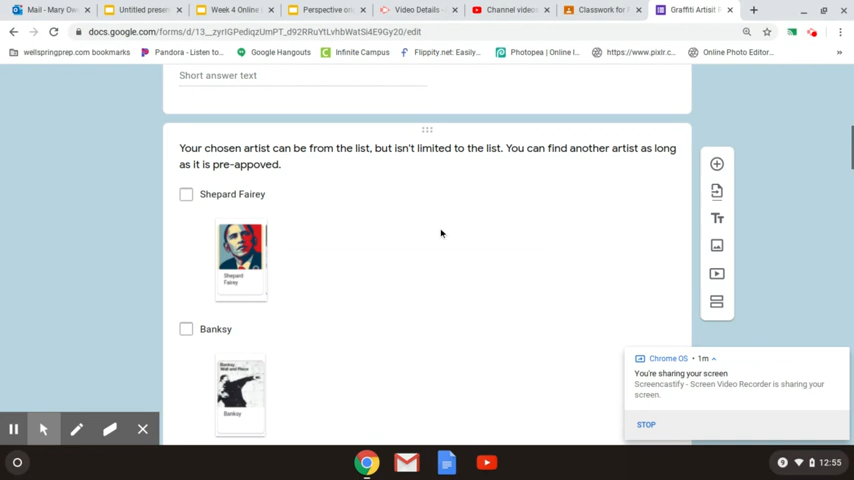 Mail - Mary Ow
Untitled presen
Week 4 Online
Perspective ori
Video Details -
Channel videos
Classwork for
Graffiti Artisit R
docs.google.com/forms/d/13__zyrIGPediqzUmPT_d92RRuYtLvhbWatSi4E9Gy20/edit
wellspringprep.com bookmarks
Pandora - Listen to...
Google Hangouts
Infinite Campus
Flippity.net: Easily...
Photopea | Online I...
https://www.pixlr.c...
Online Photo Editor...
Short answer text
Your chosen artist can be from the list, but isn't limited to the list. You can find another artist as long
as it is pre-appoved.
Shepard Fairey
Shepard
Fairey
Banksy
Banksy,
Wall and Piece
Banksy
Chrome OS • 1m
You're sharing your screen
Screencastify - Screen Video Recorder is sharing your
screen.
STOP
9
12:55